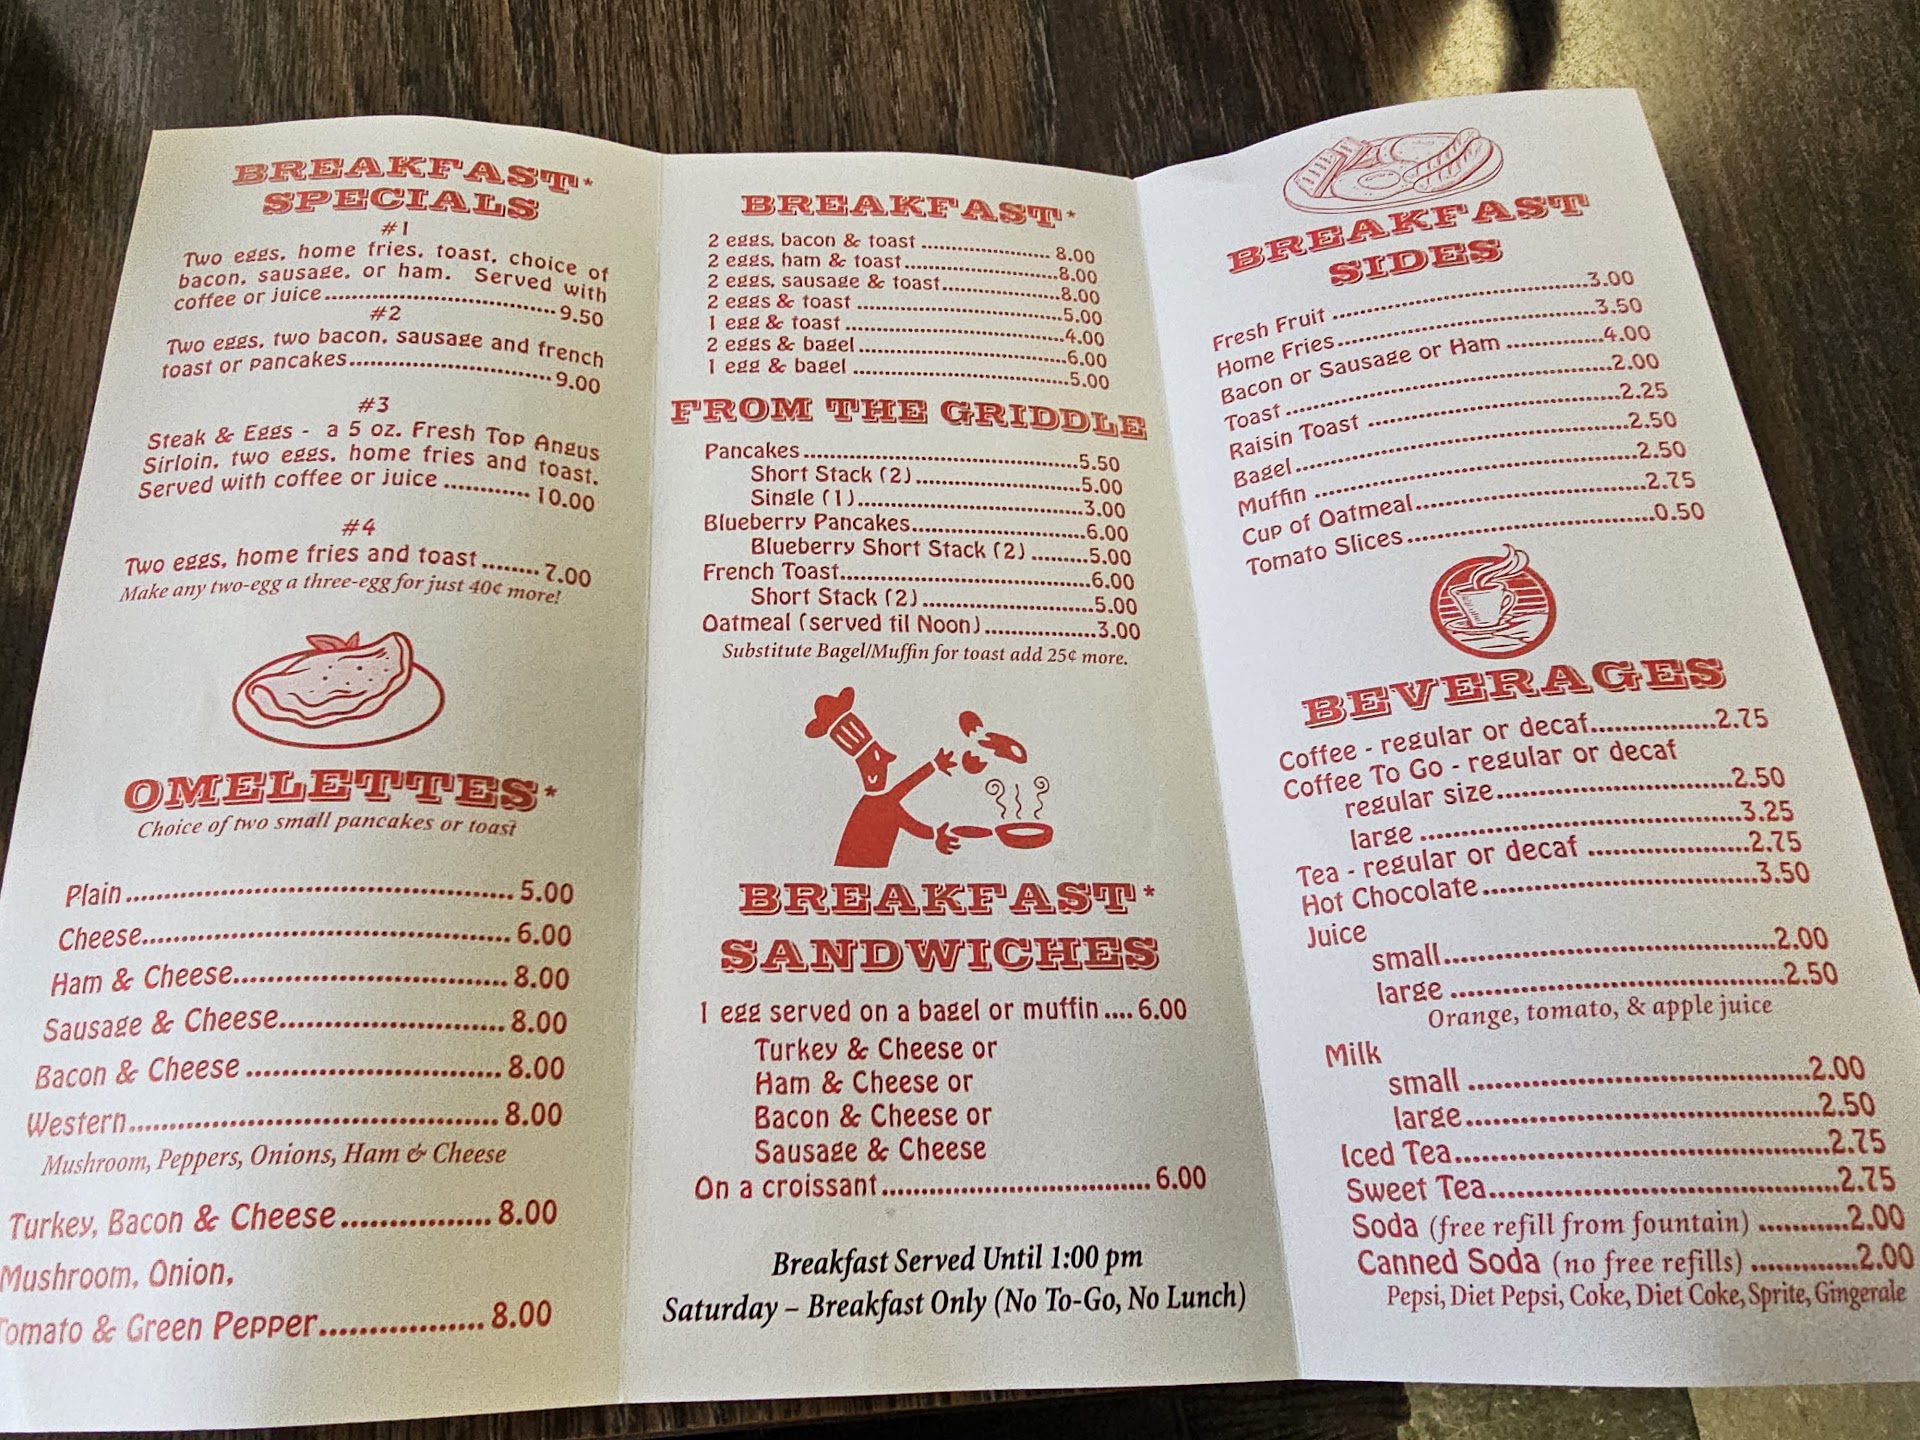 BREAKFAST*
SPECIALS
#1
Two eggs, home fries, toast, choice of
bacon, sausage, or ham. Served with
coffee or juice..............................9.50
#2
Two eggs, two bacon, sausage and french
toast or pancakes..............................9.00
#3
Steak & Eggs - a 5 oz. Fresh Top Angus
Sirloin, two eggs, home fries and toast.
Served with coffee or juice ............10.00
#4
Two eggs, home fries and toast........7.00
Make any two-egg a three-egg for just 40¢ more!
OMELETTES*
Choice of two small pancakes or toast
Plain..............................5.00
Cheese..............................6.00
Ham & Cheese..............................8.00
Sausage & Cheese..............................8.00
Bacon & Cheese..............................8.00
Western..............................8.00
Mushroom, Peppers, Onions, Ham & Cheese
Turkey, Bacon & Cheese................8.00
Mushroom, Onion,
Tomato & Green Pepper..................8.00
BREAKFAST*
2 eggs, bacon & toast ....................8.00
2 eggs, ham & toast.......................8.00
2 eggs, sausage & toast...................8.00
2 eggs & toast ..............................5.00
1 egg & toast ..............................4.00
2 eggs & bagel ..............................6.00
1 egg & bagel ..............................5.00
FROM THE GRIDDLE
Pancakes..............................5.50
Short Stack (2)..............................5.00
Single (1)..............................3.00
Blueberry Pancakes..............................6.00
Blueberry Short Stack (2).........5.00
French Toast..............................6.00
Short Stack (2)..............................5.00
Oatmeal (served til Noon).................3.00
Substitute Bagel/Muffin for toast add 25¢ more.
BREAKFAST*
SANDWICHES
1 egg served on a bagel or muffin....6.00
Turkey & Cheese or
Ham & Cheese or
Bacon & Cheese or
Sausage & Cheese
On a croissant..............................6.00
Breakfast Served Until 1:00 pm
Saturday – Breakfast Only (No To-Go, No Lunch)
BREAKFAST
SIDES
Fresh Fruit ..............................3.00
Home Fries..............................3.50
Bacon or Sausage or Ham ............4.00
Toast ..............................2.00
Raisin Toast ..............................2.25
Bagel..............................2.50
Muffin ..............................2.50
Cup of Oatmeal..............................2.75
Tomato Slices..............................0.50
BEVERAGES
Coffee - regular or decaf...............2.75
Coffee To Go - regular or decaf
regular size..............................2.50
large ..............................3.25
Tea - regular or decaf ...................2.75
Hot Chocolate..............................3.50
Juice
small..............................2.00
large ..............................2.50
Orange, tomato, & apple juice
Milk
small ..............................2.00
large..............................2.50
Iced Tea..............................2.75
Sweet Tea..............................2.75
Soda (free refill from fountain) ...........2.00
Canned Soda (no free refills) .............2.00
Pepsi, Diet Pepsi, Coke, Diet Coke, Sprite, Gingerale